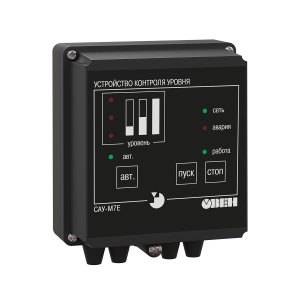 УСТРОЙСТВО КОНТРОЛЯ УРОВНЯ
сеть
авария
уровень
авт.
работа
авт.
пуск
стоп
САУ-М7Е
ОВЕН